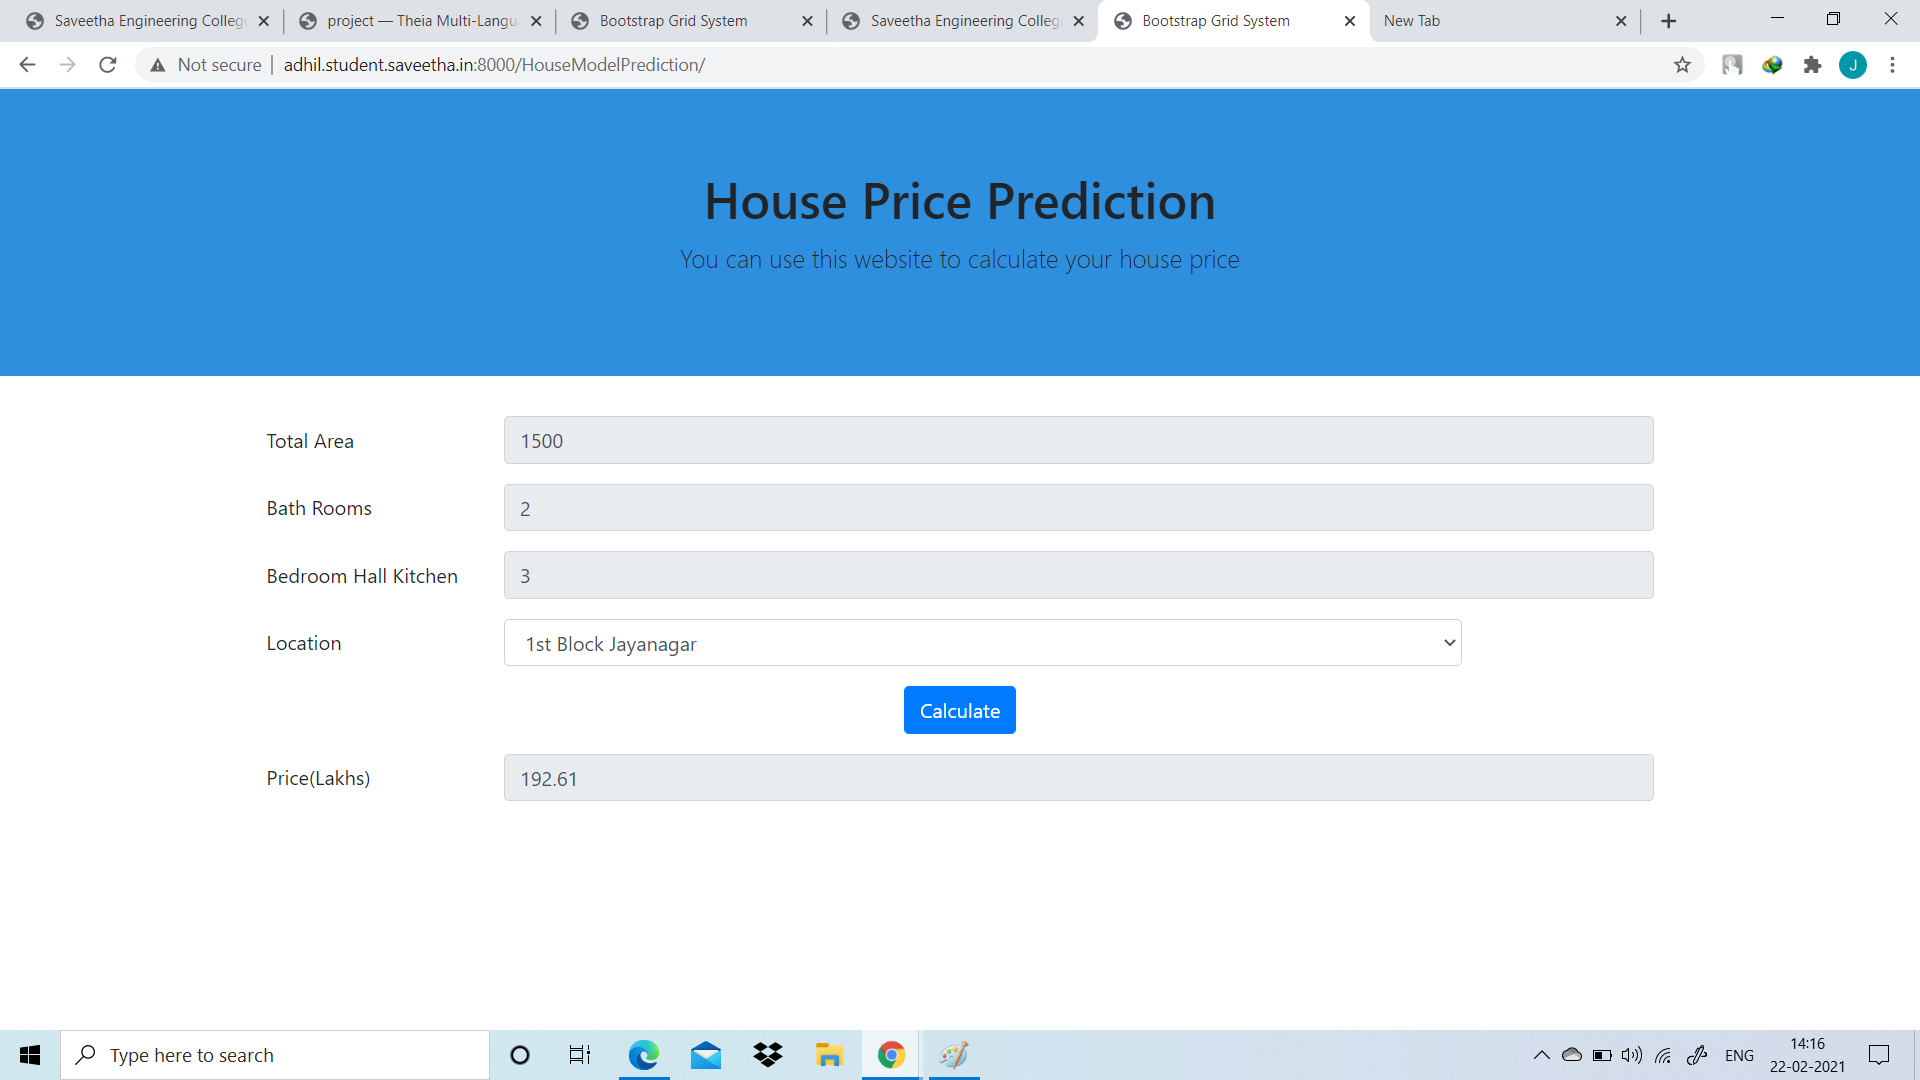 Saveetha Engineering College
project — Theia Multi-Langu
Bootstrap Grid System
Saveetha Engineering College
Bootstrap Grid System
New Tab
Not secure
adhil.student.saveetha.in:8000/HouseModelPrediction/
J
House Price Prediction
You can use this website to calculate your house price
Total Area
1500
Bath Rooms
2
Bedroom Hall Kitchen
3
Location
1st Block Jayanagar
Calculate
Price(Lakhs)
192.61
Type here to search
ENG
14:16
22-02-2021